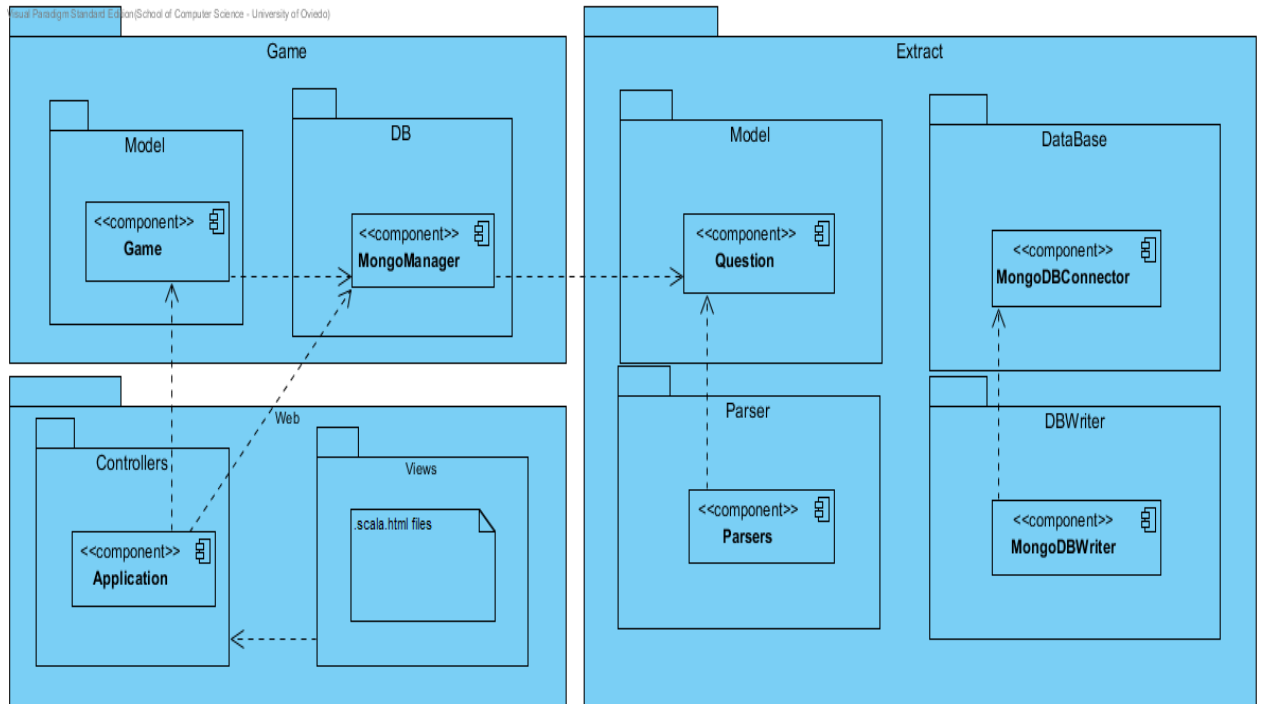 Visual Paradigm Standard Edition(School of Computer Science - University of Oviedo)
Game
Model
<<component>>
Game
DB
<<component>>
MongoManager
Extract
Model
<<component>>
Question
DataBase
<<component>>
MongoDBConnector
Web
Controllers
<<component>>
Application
Views
.scala.html files
Parser
<<component>>
Parsers
DBWriter
<<component>>
MongoDBWriter